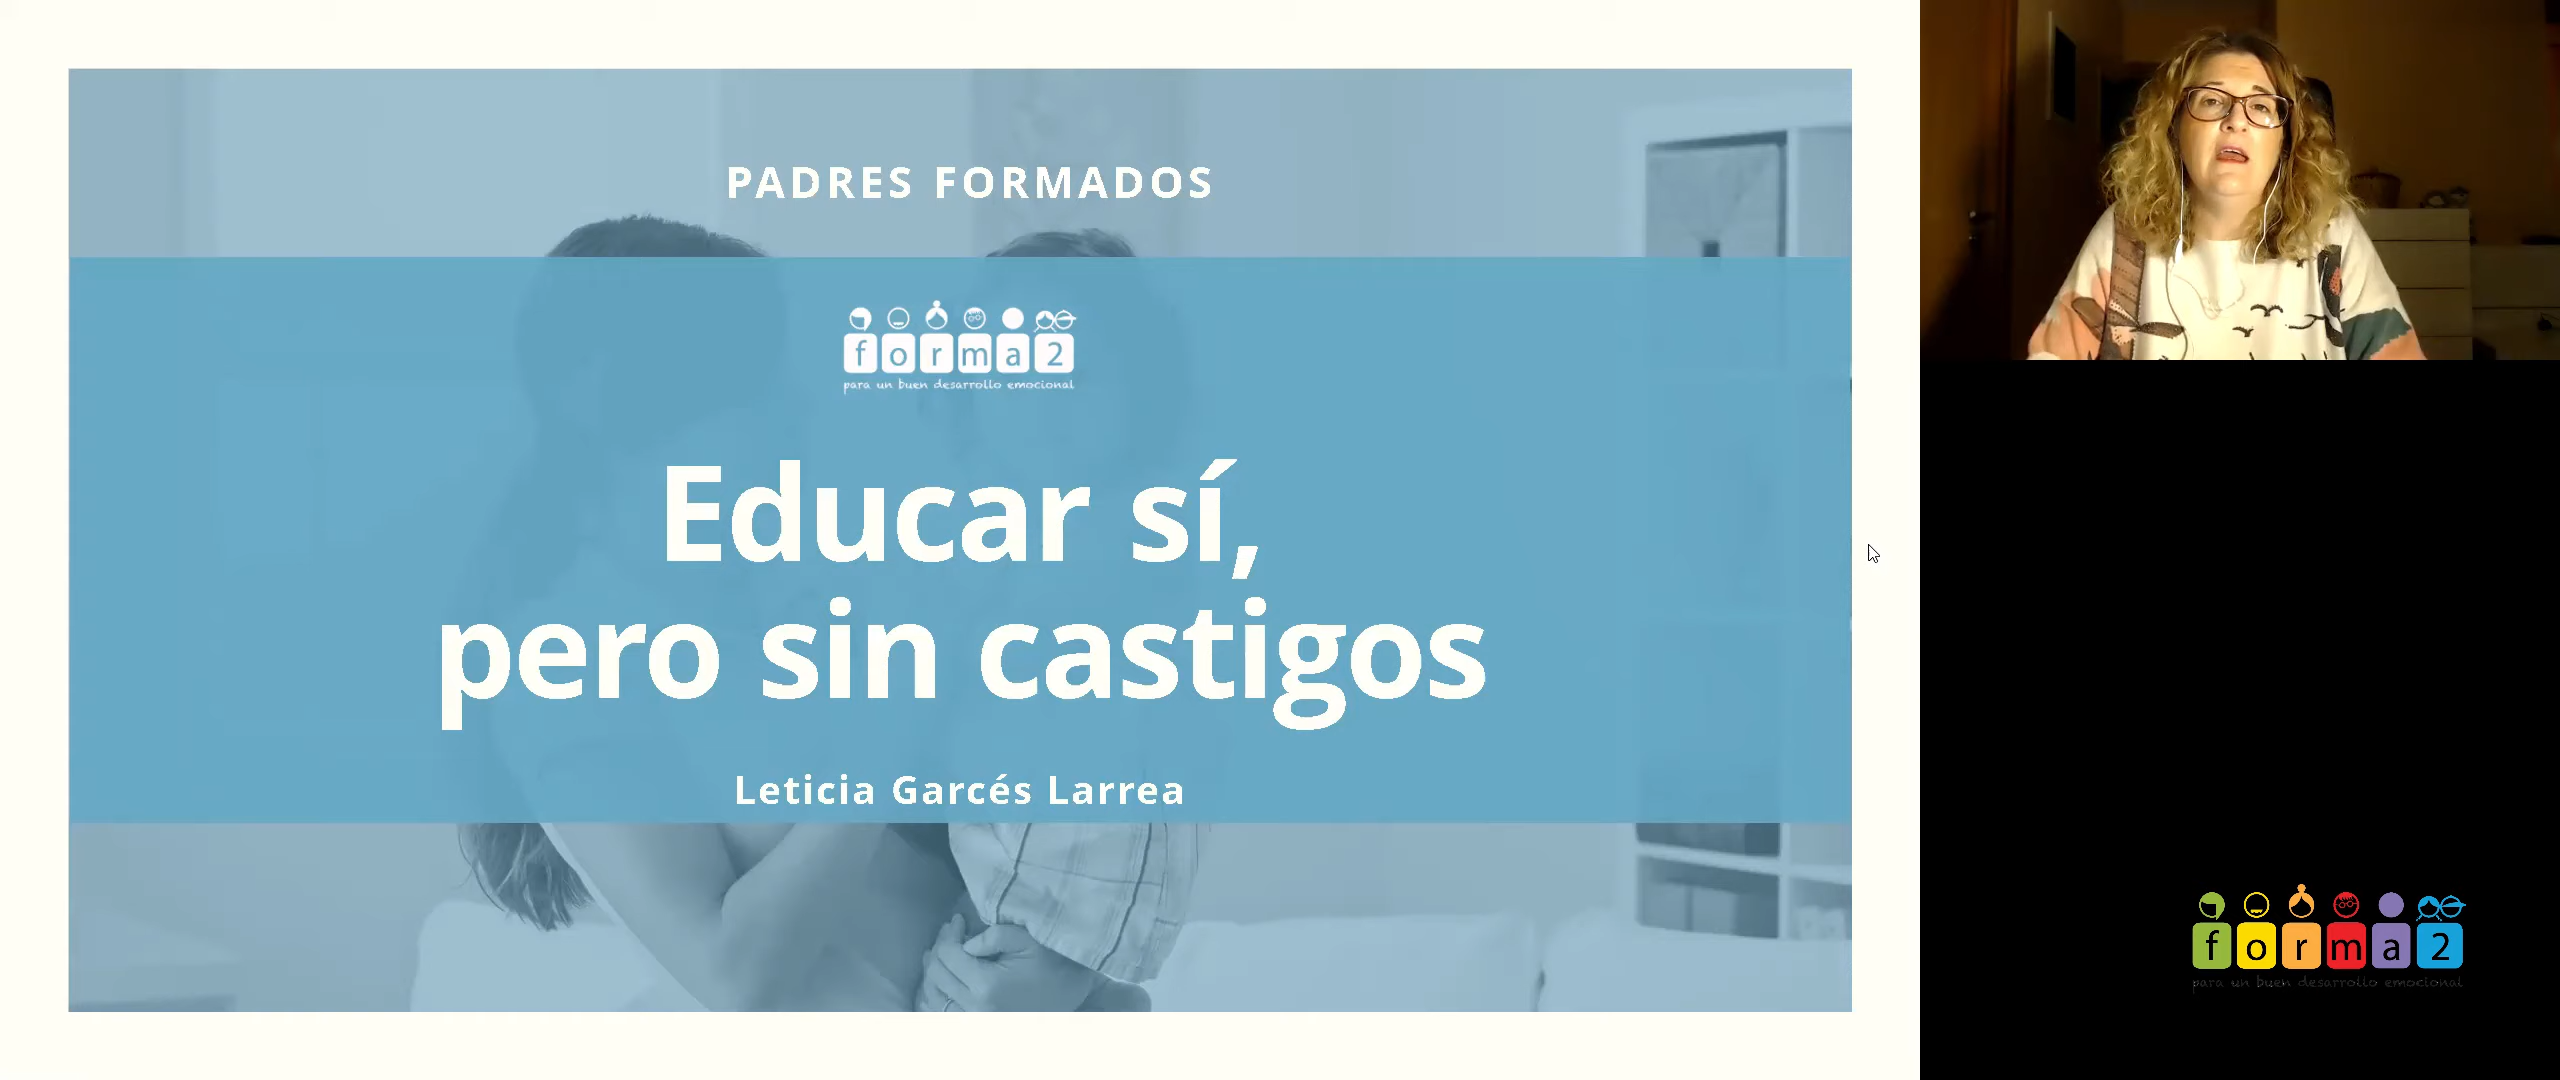 PADRES FORMADOS
forma2
para un buen desarrollo emocional
Educar sí,
pero sin castigos
Leticia Garcés Larrea
forma2
para un buen desarrollo emocional